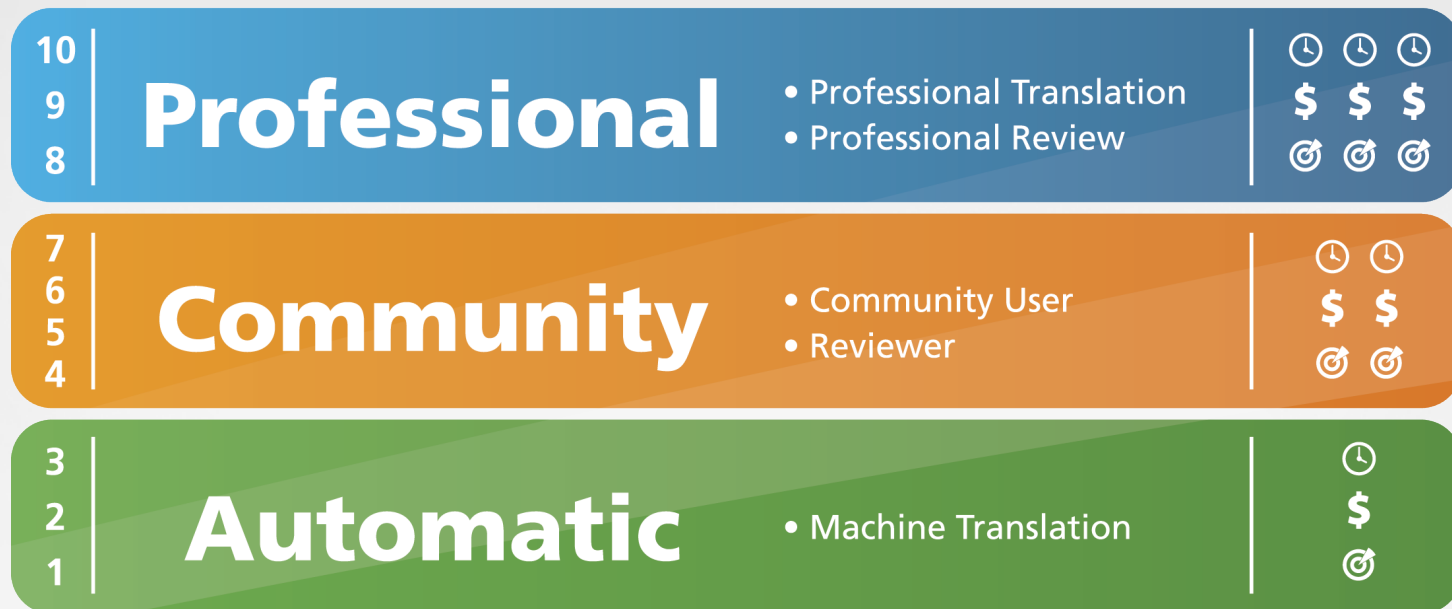 10
9
8
Professional
• Professional Translation
• Professional Review
$ $ $
7
6
5
4
Community
• Community User
• Reviewer
$ $
3
2
1
Automatic
• Machine Translation
$